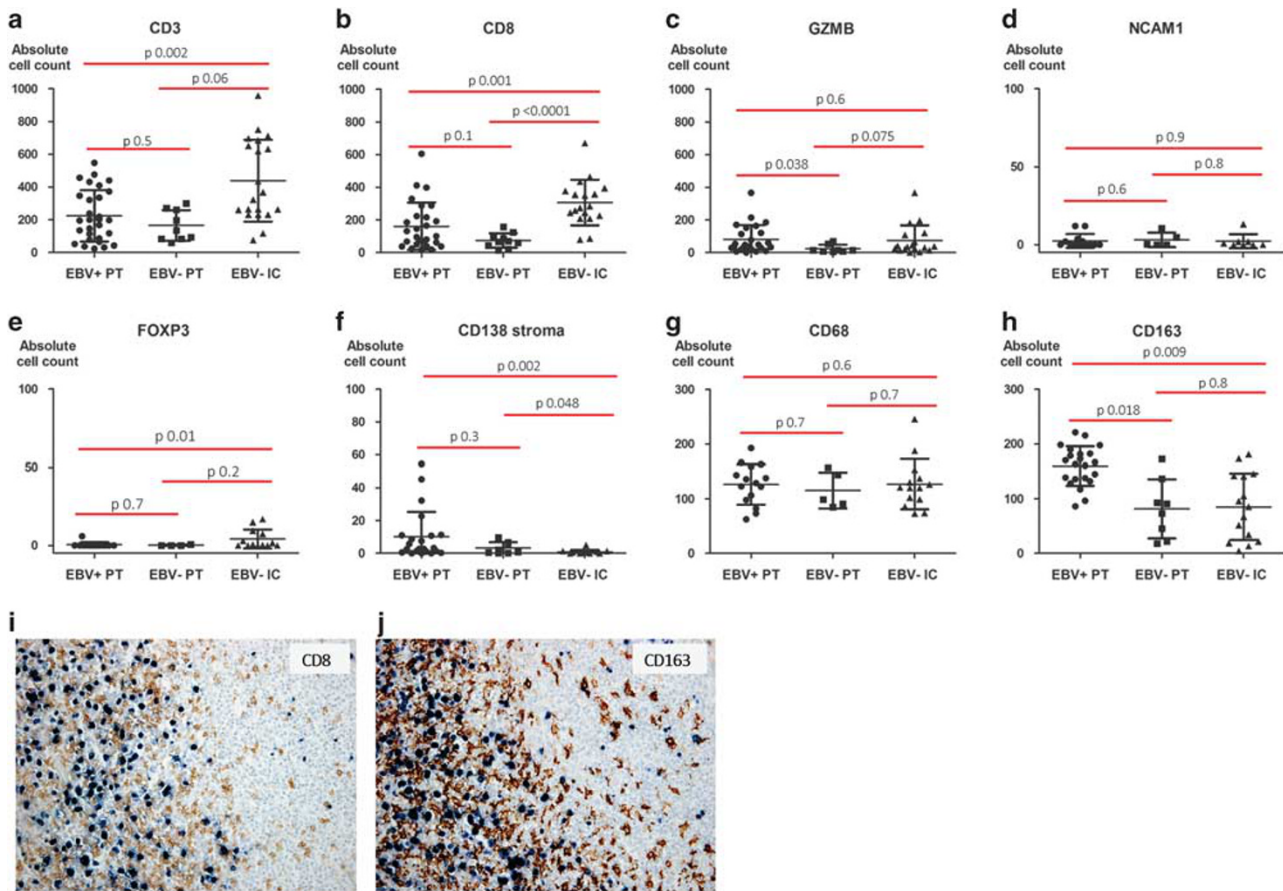 a
CD3
Absolute
cell count
p 0.002
p 0.06
p 0.5
1000
800
600
400
200
0
EBV+ PT EBV- PT EBV- IC
b
CD8
Absolute
cell count
p 0.001
p <0.0001
p 0.1
1000
800
600
400
200
0
EBV+ PT EBV- PT EBV- IC
c
GZMB
Absolute
cell count
p 0.6
p 0.075
p 0.038
1000
800
600
400
200
0
EBV+ PT EBV- PT EBV- IC
d
NCAM1
Absolute
cell count
p 0.9
p 0.8
p 0.6
100
50
0
EBV+ PT EBV- PT EBV- IC
e
FOXP3
Absolute
cell count
p 0.01
p 0.2
p 0.7
100
50
0
EBV+ PT EBV- PT EBV- IC
f
CD138 stroma
Absolute
cell count
p 0.002
p 0.048
p 0.3
100
80
60
40
20
0
EBV+ PT EBV- PT EBV- IC
g
CD68
Absolute
cell count
p 0.6
p 0.7
p 0.7
300
200
100
0
EBV+ PT EBV- PT EBV- IC
h
CD163
Absolute
cell count
p 0.009
p 0.8
p 0.018
300
200
100
0
EBV+ PT EBV- PT EBV- IC
i
CD8
j
CD163